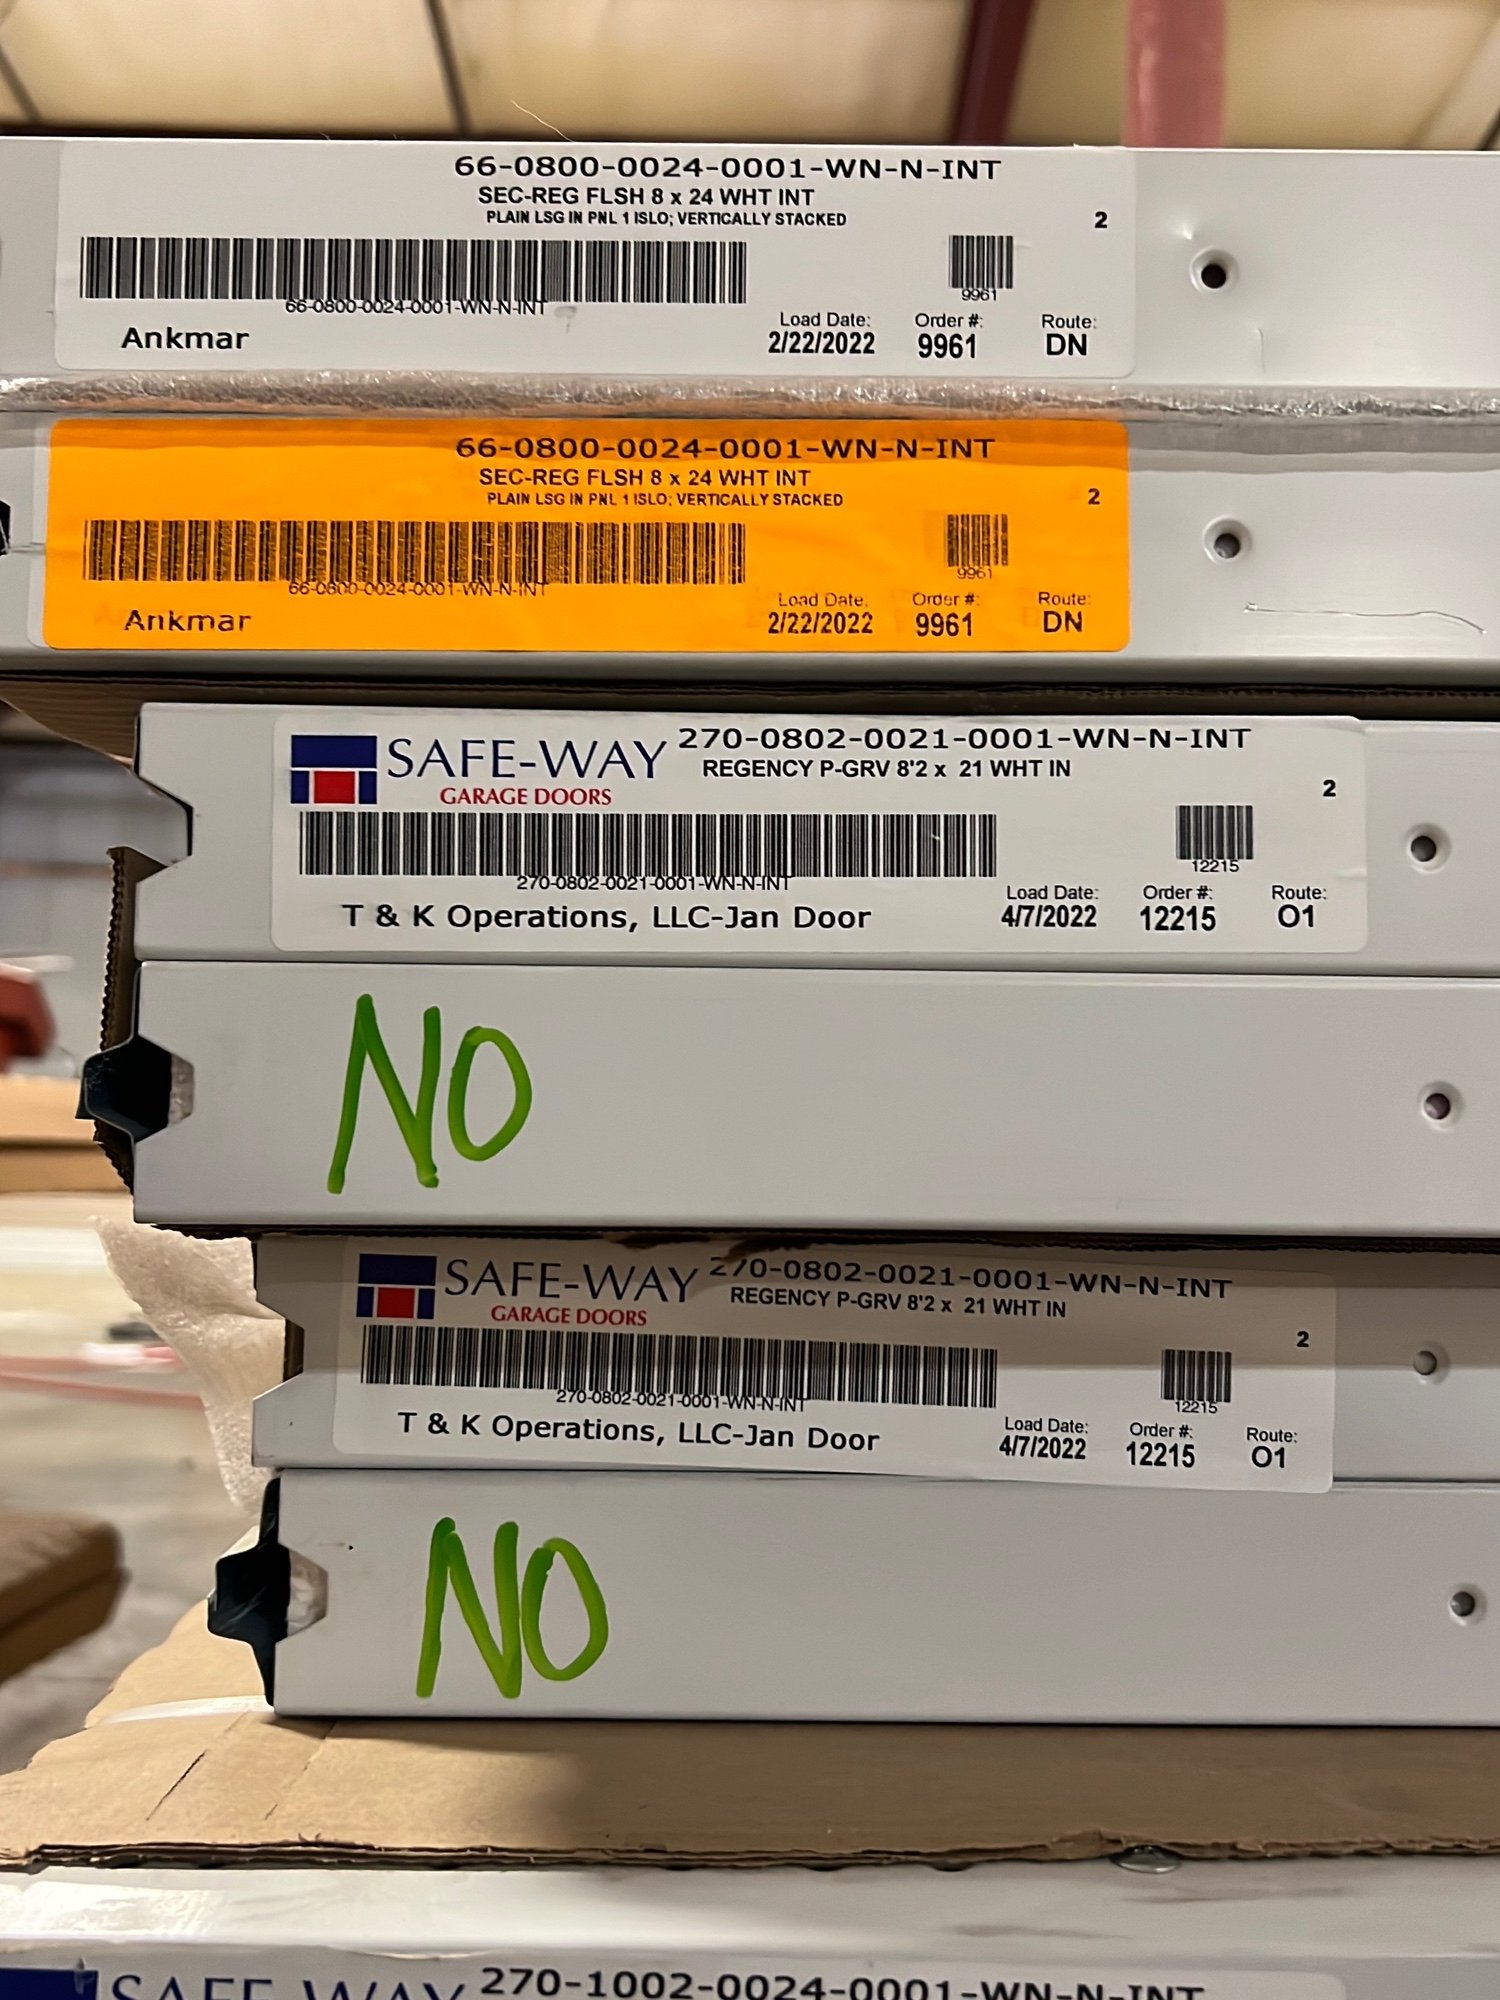 66-0800-0024-0001-WN-N-INT
SEC-REG FLSH 8 x 24 WHT INT
PLAIN LSG IN PNL 1 ISLO; VERTICALLY STACKED
2
66-0800-0024-0001-WN-N-INT
9961
Ankmar
Load Date: Order #: Route:
2/22/2022 9961 DN
66-0800-0024-0001-WN-N-INT
SEC-REG FLSH 8 x 24 WHT INT
PLAIN LSG IN PNL 1 ISLO; VERTICALLY STACKED
2
66-0800-0024-0001-WN-N-INT
9961
Ankmar
Load Date: Order #: Route:
2/22/2022 9961 DN
SAFE-WAY
GARAGE DOORS
270-0802-0021-0001-WN-N-INT
REGENCY P-GRV 8'2 x 21 WHT IN
2
270-0802-0021-0001-WN-N-INT
12215
T & K Operations, LLC-Jan Door
Load Date: Order #: Route:
4/7/2022 12215 O1
NO
SAFE-WAY
GARAGE DOORS
270-0802-0021-0001-WN-N-INT
REGENCY P-GRV 8'2 x 21 WHT IN
2
270-0802-0021-0001-WN-N-INT
12215
T & K Operations, LLC-Jan Door
Load Date: Order #: Route:
4/7/2022 12215 O1
NO
SAFE-WAY 270-1002-0024-0001-WN-N-INT